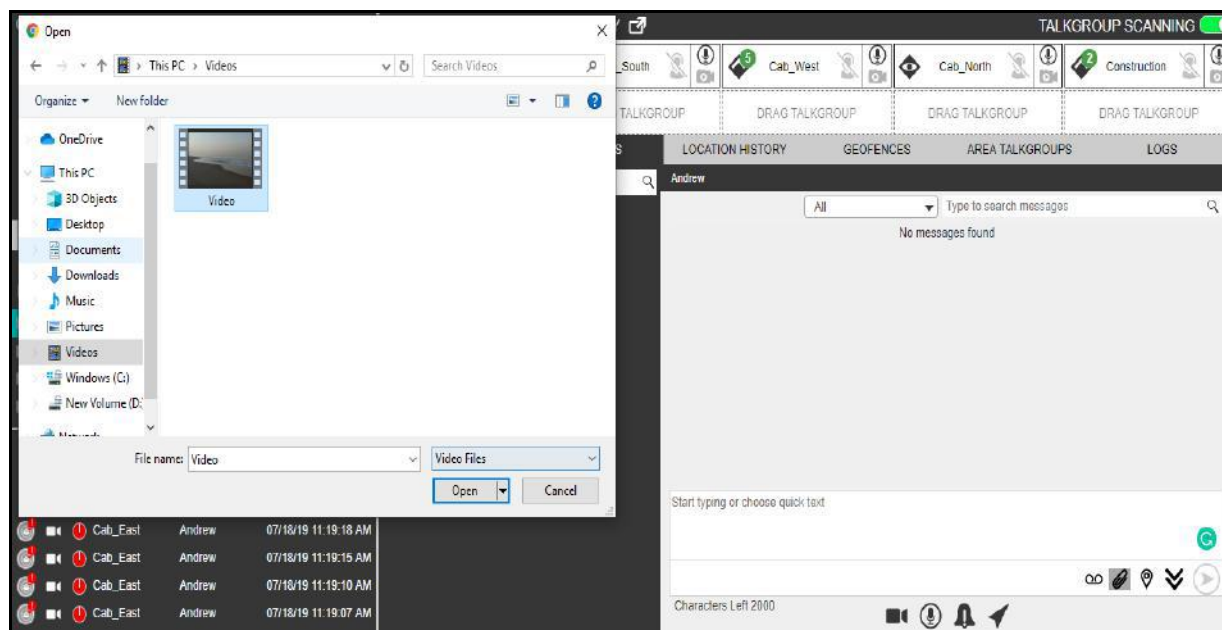 Open
This PC > Videos
Search Videos
Organize
New folder
OneDrive
This PC
3D Objects
Desktop
Documents
Downloads
Music
Pictures
Videos
Windows (C:)
New Volume (D:
Video
File name: Video
Video Files
Open
Cancel
TALKGROUP SCANNING
_South
5
Cab_West
Cab_North
2
Construction
TALKGROUP
DRAG TALKGROUP
DRAG TALKGROUP
DRAG TALKGROUP
S
LOCATION HISTORY
GEOFENCES
AREA TALKGROUPS
LOGS
Andrew
All
Type to search messages
No messages found
Start typing or choose quick text
Characters Left 2000
Cab_East Andrew 07/18/19 11:19:18 AM
Cab_East Andrew 07/18/19 11:19:15 AM
Cab_East Andrew 07/18/19 11:19:10 AM
Cab_East Andrew 07/18/19 11:19:07 AM